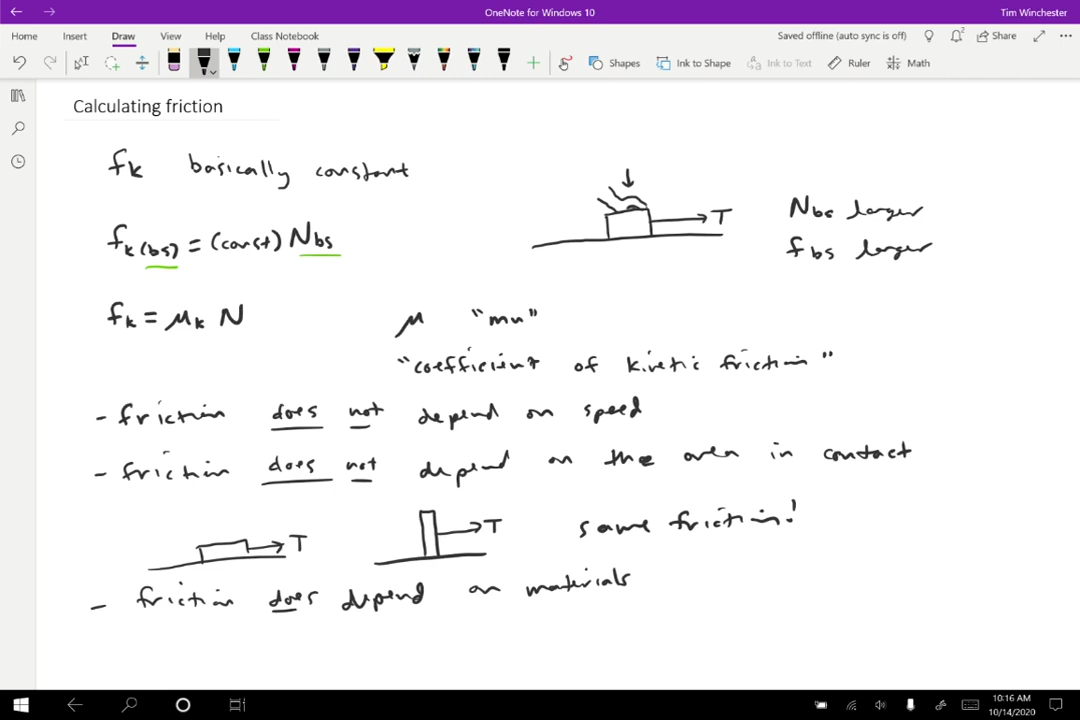 OneNote for Windows 10
Tim Winchester
Home Insert Draw View Help Class Notebook
Saved offline (auto sync is off) Share
Shapes Ink to Shape Ink to Text Ruler Math
Calculating friction
fk basically constant
T
Nbs larger
fk(bs) = (const) Nbs
fbs larger
fk = μk N
μ "mu"
"coefficient of kinetic friction"
- friction does not depend on speed
- friction does not depend on the area in contact
T
T
same friction!
- friction does depend on materials
10:16 AM
10/14/2020